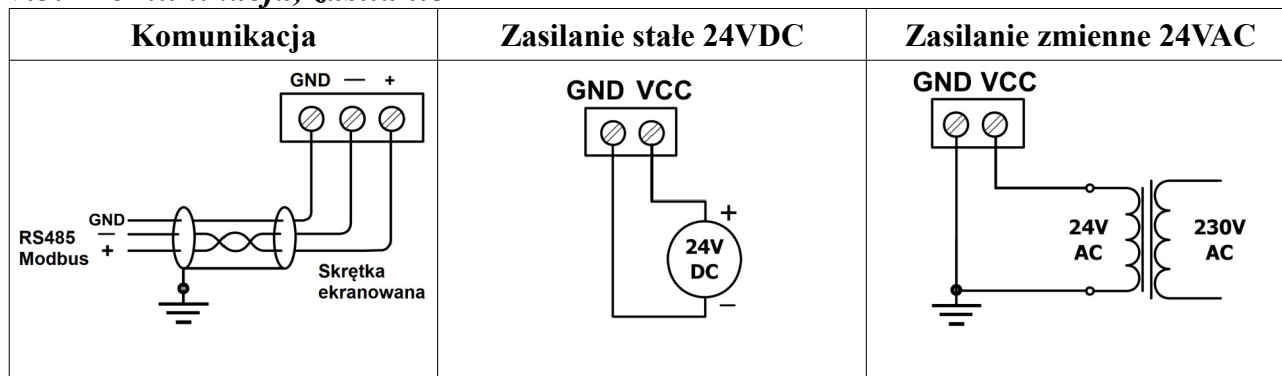 Komunikacja
Zasilanie stałe 24VDC
Zasilanie zmienne 24VAC
GND — +
GND
RS485 —
Modbus +
Skrętka
ekranowana
GND VCC
+
24V
DC
—
GND VCC
24V
AC
230V
AC